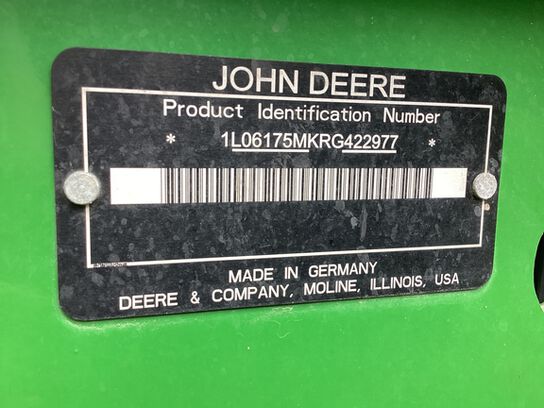 JOHN DEERE
Product Identification Number
* 1L06175MKRG422977 *
MADE IN GERMANY
DEERE & COMPANY, MOLINE, ILLINOIS, USA